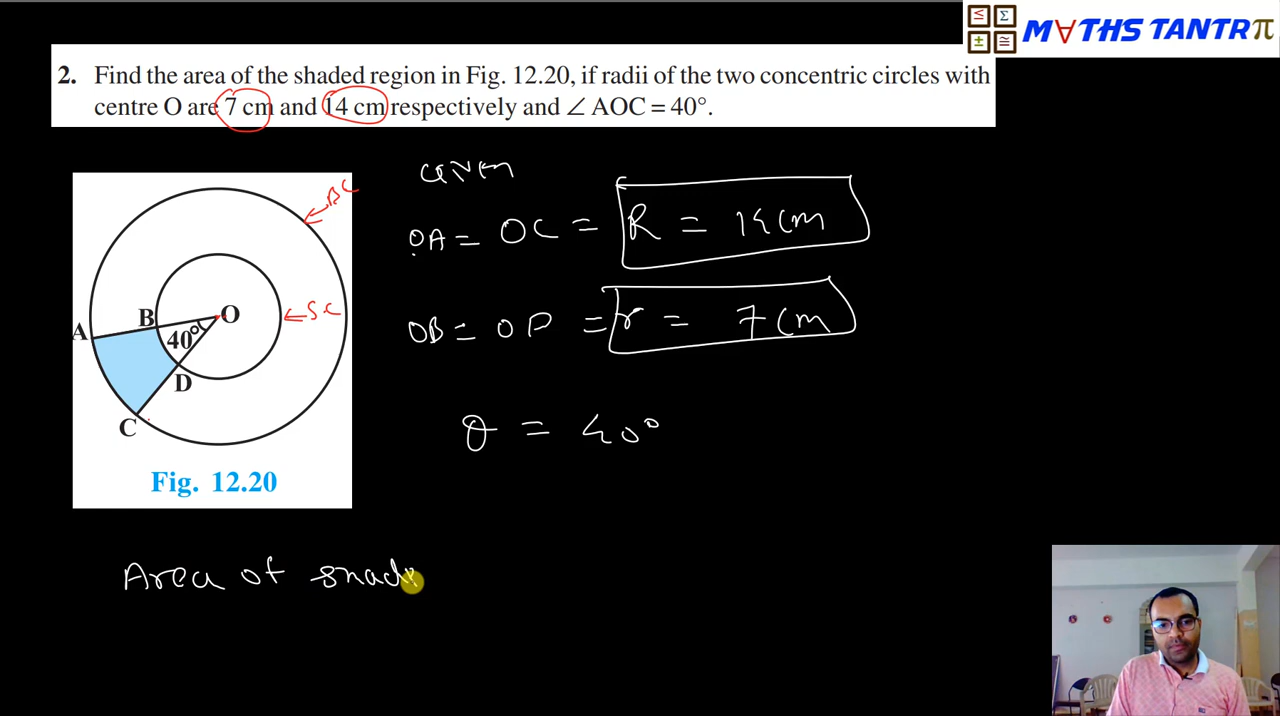 ≤ Σ
± ≅
M∀THS TANTRπ
2. Find the area of the shaded region in Fig. 12.20, if radii of the two concentric circles with
centre O are 7 cm and 14 cm respectively and ∠ AOC = 40°.
Given
BC
OA = OC = R = 14 cm
B O
SC
A
40°
OB = OD = r = 7 cm
D
C
θ = 40°
Fig. 12.20
Area of shade